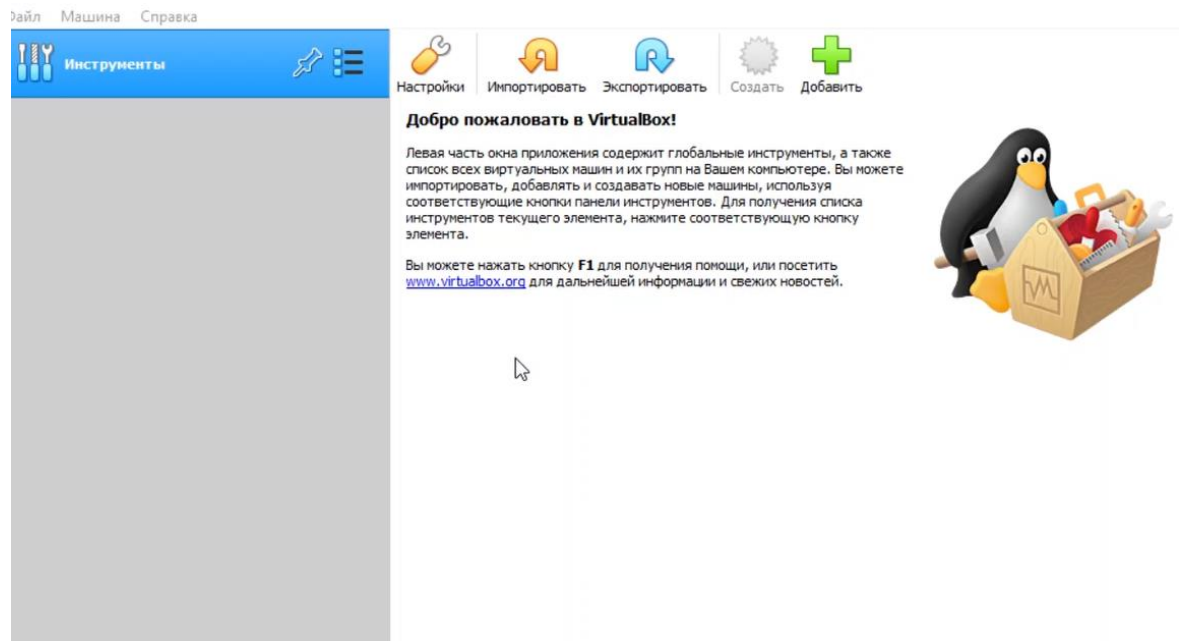 Файл Машина Справка
Инструменты
Настройки Импортировать Экспортировать Создать Добавить
Добро пожаловать в VirtualBox!
Левая часть окна приложения содержит глобальные инструменты, а также
список всех виртуальных машин и их групп на Вашем компьютере. Вы можете
импортировать, добавлять и создавать новые машины, используя
соответствующие кнопки панели инструментов. Для получения списка
инструментов текущего элемента, нажмите соответствующую кнопку
элемента.
Вы можете нажать кнопку F1 для получения помощи, или посетить
www.virtualbox.org для дальнейшей информации и свежих новостей.